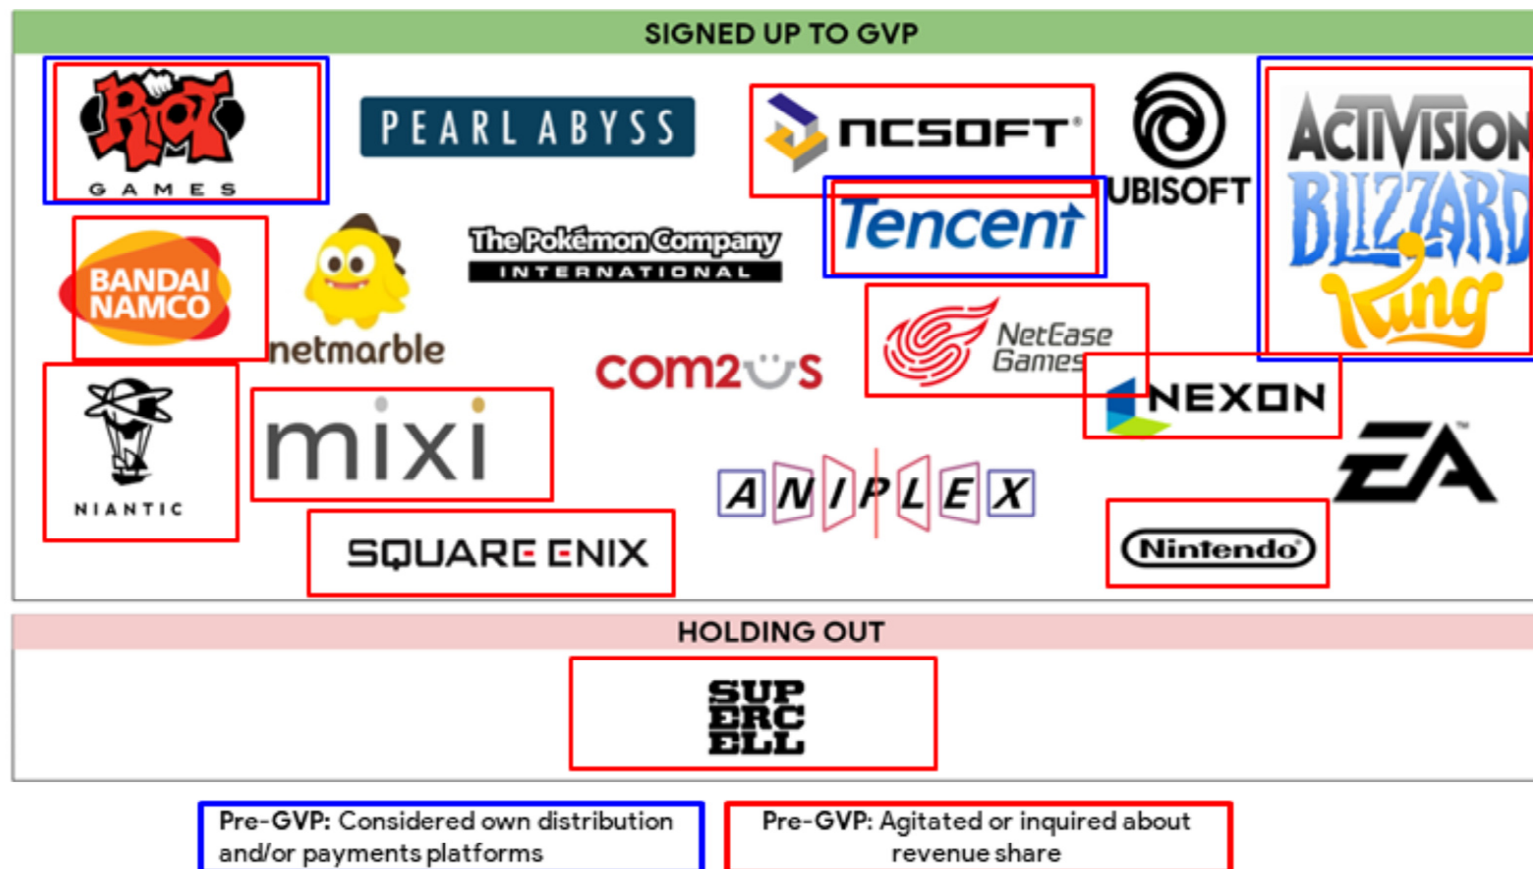 SIGNED UP TO GVP
RIOT
GAMES
PEARL ABYSS
ncsoft®
UBISOFT
ACTIVISION
BLIZZARD
King
BANDAI
NAMCO
netmarble
The Pokémon Company
INTERNATIONAL
Tencent
NetEase
Games
com2us
NEXON
NIANTIC
mixi
ANIPLEX
EA™
SQUARE ENIX
Nintendo®
HOLDING OUT
SUP
ERC
ELL
Pre-GVP: Considered own distribution
and/or payments platforms
Pre-GVP: Agitated or inquired about
revenue share